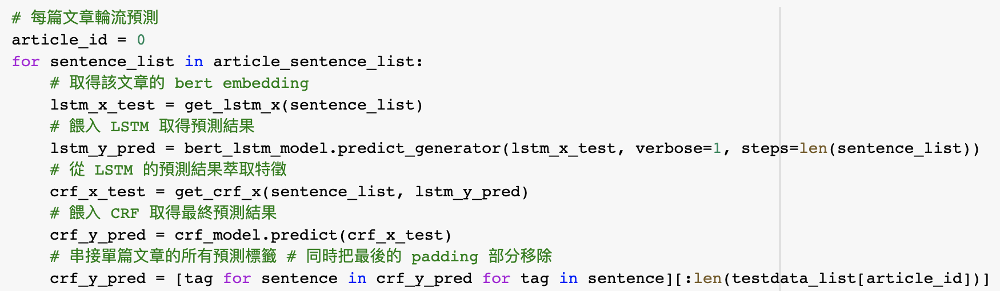 # 每篇文章輪流預測
article_id = 0
for sentence_list in article_sentence_list:
    # 取得該文章的 bert embedding
    lstm_x_test = get_lstm_x(sentence_list)
    # 餵入 LSTM 取得預測結果
    lstm_y_pred = bert_lstm_model.predict_generator(lstm_x_test, verbose=1, steps=len(sentence_list))
    # 從 LSTM 的預測結果萃取特徵
    crf_x_test = get_crf_x(sentence_list, lstm_y_pred)
    # 餵入 CRF 取得最終預測結果
    crf_y_pred = crf_model.predict(crf_x_test)
    # 串接單篇文章的所有預測標籤 # 同時把最後的 padding 部分移除
    crf_y_pred = [tag for sentence in crf_y_pred for tag in sentence][:len(testdata_list[article_id])]